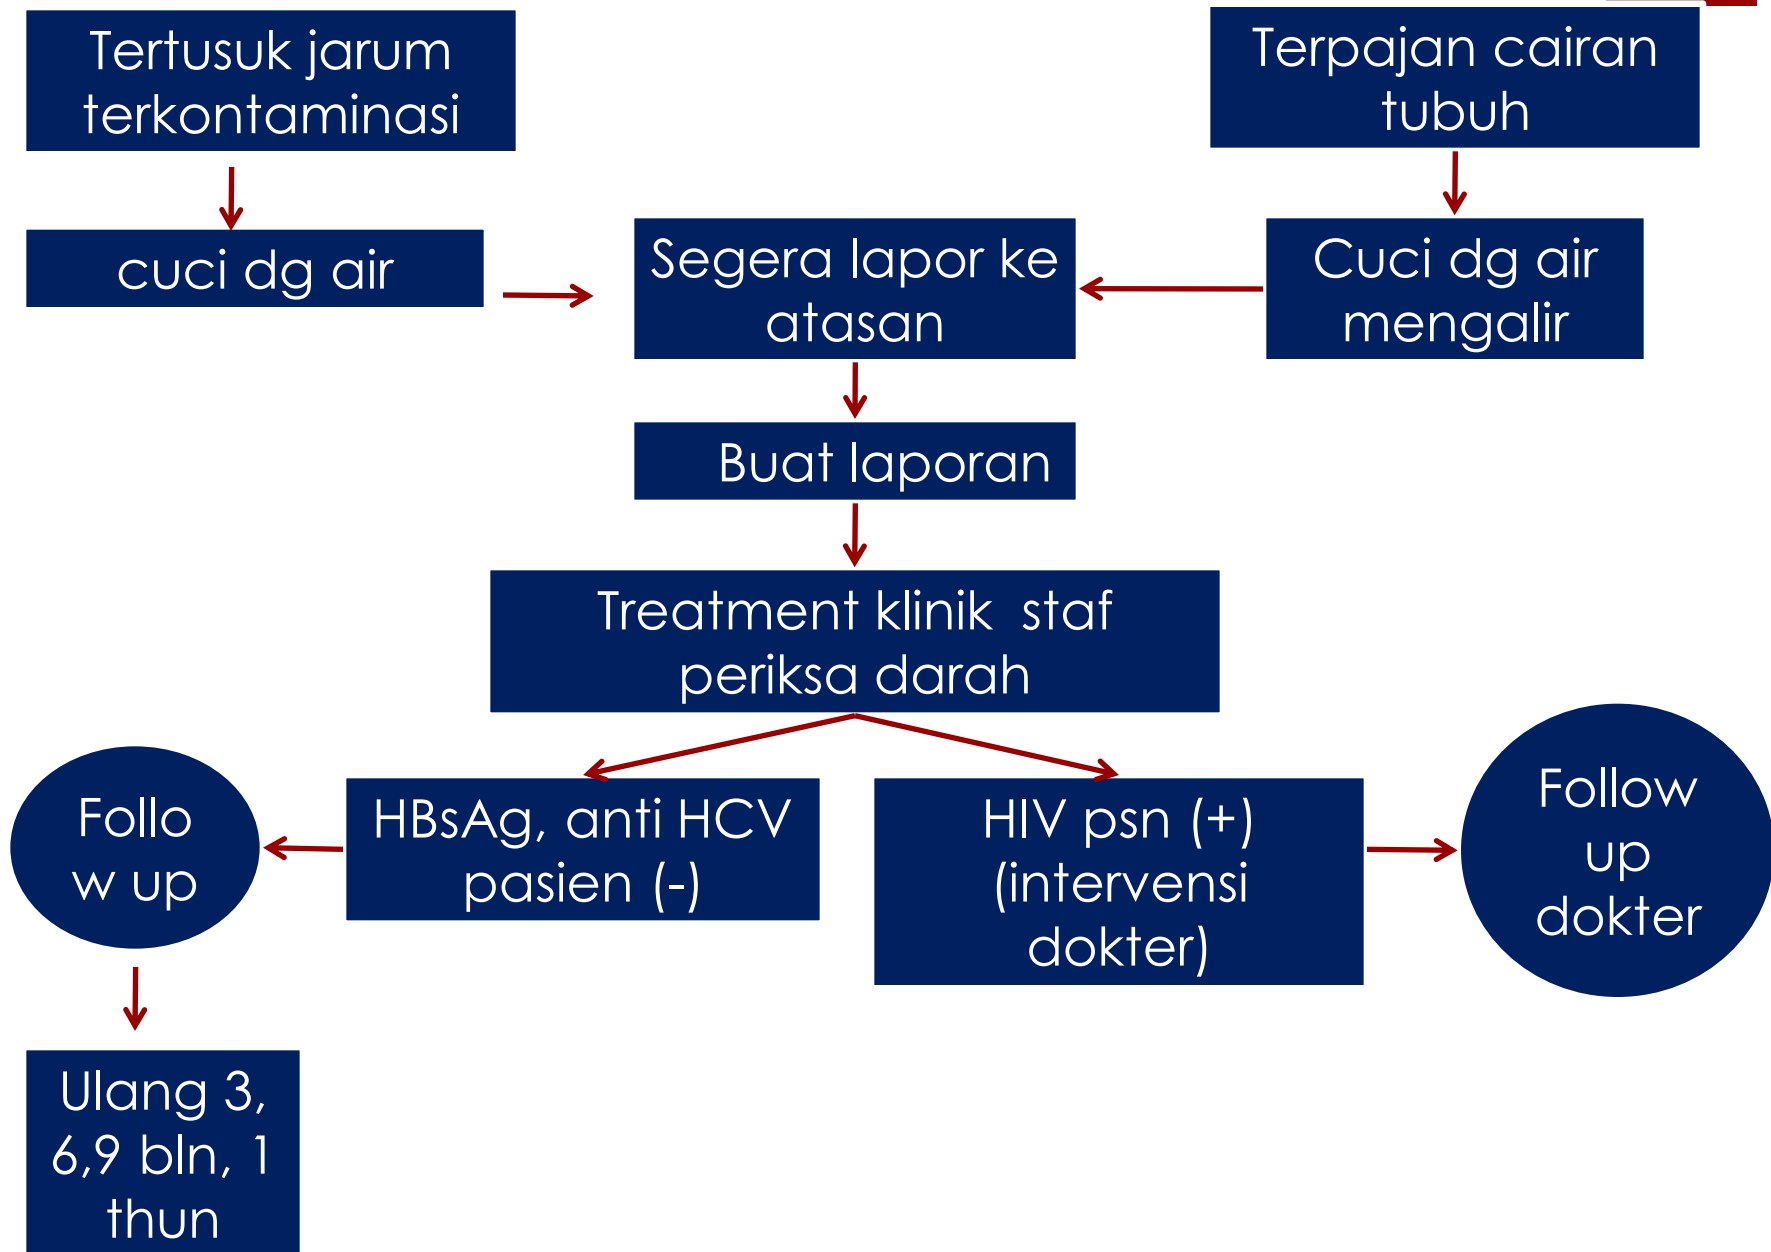 Tertusuk jarum
terkontaminasi
Terpajan cairan
tubuh
cuci dg air
Segera lapor ke
atasan
Cuci dg air
mengalir
Buat laporan
Treatment klinik staf
periksa darah
Follo
w up
HBsAg, anti HCV
pasien (-)
HIV psn (+)
(intervensi
dokter)
Follow
up
dokter
Ulang 3,
6,9 bln, 1
thun